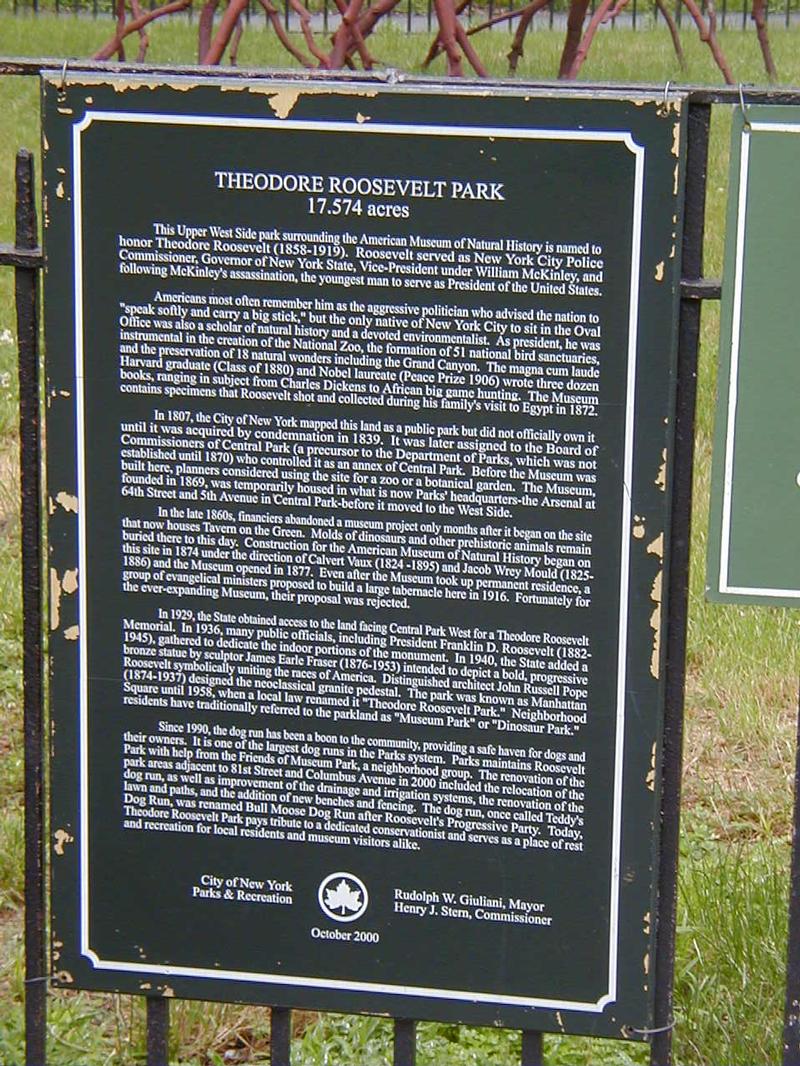 THEODORE ROOSEVELT PARK
17.574 acres
This Upper West Side park surrounding the American Museum of Natural History is named to
honor Theodore Roosevelt (1858-1919). Roosevelt served as New York City Police
Commissioner, Governor of New York State, Vice-President under William McKinley, and
following McKinley's assassination, the youngest man to serve as President of the United States.
Americans most often remember him as the aggressive politician who advised the nation to
"speak softly and carry a big stick," but the only native of New York City to sit in the Oval
Office was also a scholar of natural history and a devoted environmentalist. As president, he was
instrumental in the creation of the National Zoo, the formation of 51 national bird sanctuaries,
and the preservation of 18 natural wonders including the Grand Canyon. The magna cum laude
Harvard graduate (Class of 1880) and Nobel laureate (Peace Prize 1906) wrote three dozen
books, ranging in subject from Charles Dickens to African big game hunting. The Museum
contains specimens that Roosevelt shot and collected during his family's visit to Egypt in 1872.
In 1807, the City of New York mapped this land as a public park but did not officially own it
until it was acquired by condemnation in 1839. It was later assigned to the Board of
Commissioners of Central Park (a precursor to the Department of Parks, which was not
established until 1870) who controlled it as an annex of Central Park. Before the Museum was
built here, planners considered using the site for a zoo or a botanical garden. The Museum,
founded in 1869, was temporarily housed in what is now Parks' headquarters-the Arsenal at
64th Street and 5th Avenue in Central Park-before it moved to the West Side.
In the late 1860s, financiers abandoned a museum project only months after it began on the site
that now houses Tavern on the Green. Molds of dinosaurs and other prehistoric animals remain
buried there to this day. Construction for the American Museum of Natural History began on
this site in 1874 under the direction of Calvert Vaux (1824 -1895) and Jacob Wrey Mould (1825-
1886) and the Museum opened in 1877. Even after the Museum took up permanent residence, a
group of evangelical ministers proposed to build a large tabernacle here in 1916. Fortunately for
the ever-expanding Museum, their proposal was rejected.
In 1929, the State obtained access to the land facing Central Park West for a Theodore Roosevelt
Memorial. In 1936, many public officials, including President Franklin D. Roosevelt (1882-
1945), gathered to dedicate the indoor portions of the monument. In 1940, the State added a
bronze statue by sculptor James Earle Fraser (1876-1953) intended to depict a bold, progressive
Roosevelt symbolically uniting the races of America. Distinguished architect John Russell Pope
(1874-1937) designed the neoclassical granite pedestal. The park was known as Manhattan
Square until 1958, when a local law renamed it "Theodore Roosevelt Park." Neighborhood
residents have traditionally referred to the parkland as "Museum Park" or "Dinosaur Park."
Since 1990, the dog run has been a boon to the community, providing a safe haven for dogs and
their owners. It is one of the largest dog runs in the Parks system. Parks maintains Roosevelt
Park with help from the Friends of Museum Park, a neighborhood group. The renovation of the
park areas adjacent to 81st Street and Columbus Avenue in 2000 included the relocation of the
dog run, as well as improvement of the drainage and irrigation systems, the renovation of the
lawn and paths, and the addition of new benches and fencing. The dog run, once called Teddy's
Dog Run, was renamed Bull Moose Dog Run after Roosevelt's Progressive Party. Today,
Theodore Roosevelt Park pays tribute to a dedicated conservationist and serves as a place of rest
and recreation for local residents and museum visitors alike.
City of New York
Parks & Recreation
Rudolph W. Giuliani, Mayor
Henry J. Stern, Commissioner
October 2000